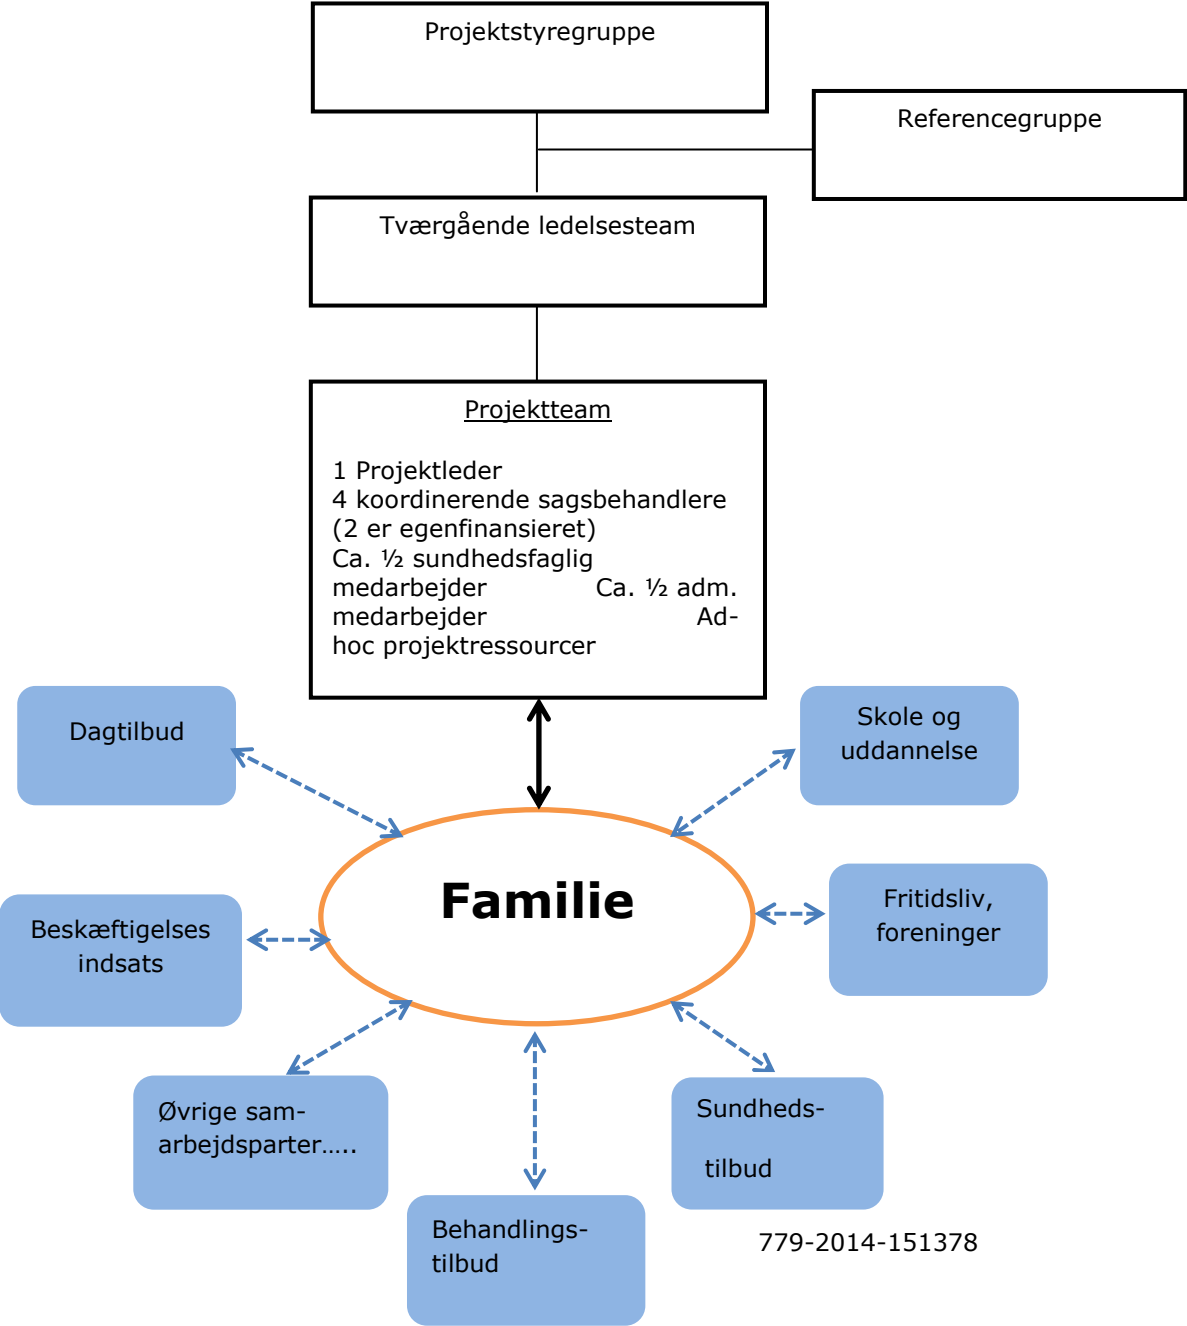 Projektstyregruppe
Referencegruppe
Tværgående ledelsesteam
Projektteam
1 Projektleder
4 koordinerende sagsbehandlere
(2 er egenfinansieret)
Ca. ½ sundhedsfaglig
medarbejder Ca. ½ adm.
medarbejder Ad-
hoc projektressourcer
Dagtilbud
Skole og
uddannelse
Familie
Fritidsliv,
foreninger
Beskæftigelses
indsats
Øvrige sam-
arbejdsparter.....
Sundheds-
tilbud
Behandlings-
tilbud
779-2014-151378